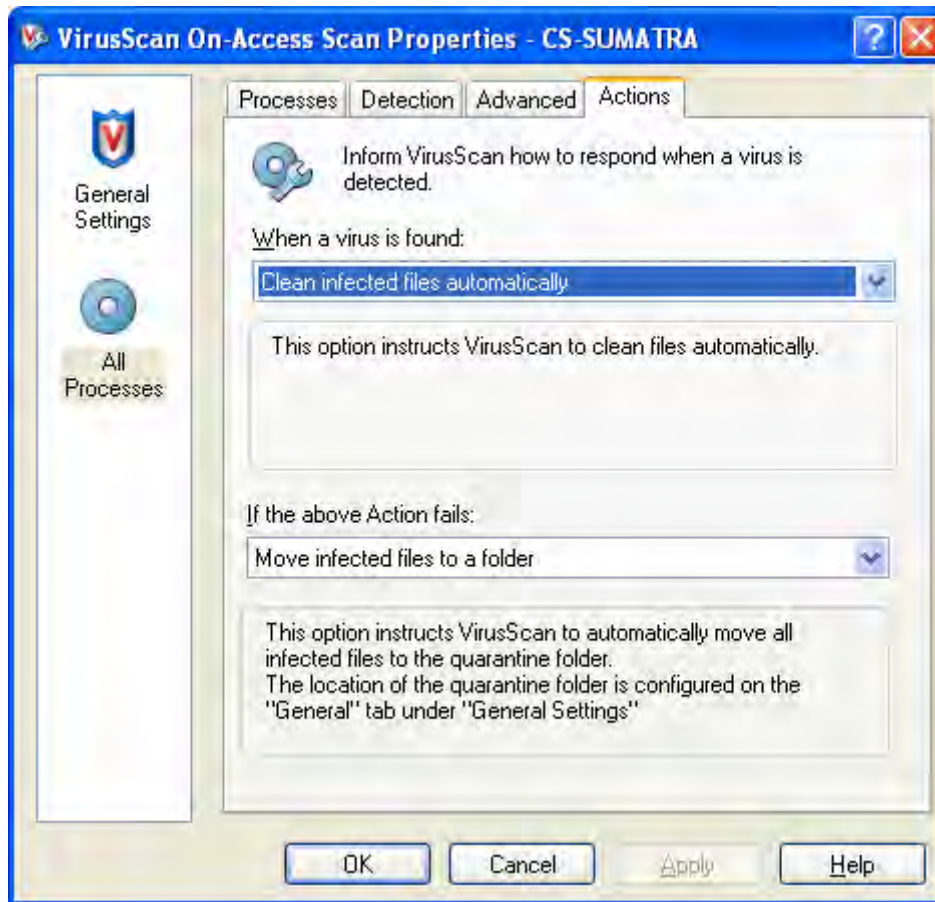 VirusScan On-Access Scan Properties - CS-SUMATRA
General
Settings
All
Processes
Processes Detection Advanced Actions
Inform VirusScan how to respond when a virus is
detected.
When a virus is found:
Clean infected files automatically
This option instructs VirusScan to clean files automatically.
If the above Action fails:
Move infected files to a folder
This option instructs VirusScan to automatically move all
infected files to the quarantine folder.
The location of the quarantine folder is configured on the
"General" tab under "General Settings"
OK Cancel Apply Help